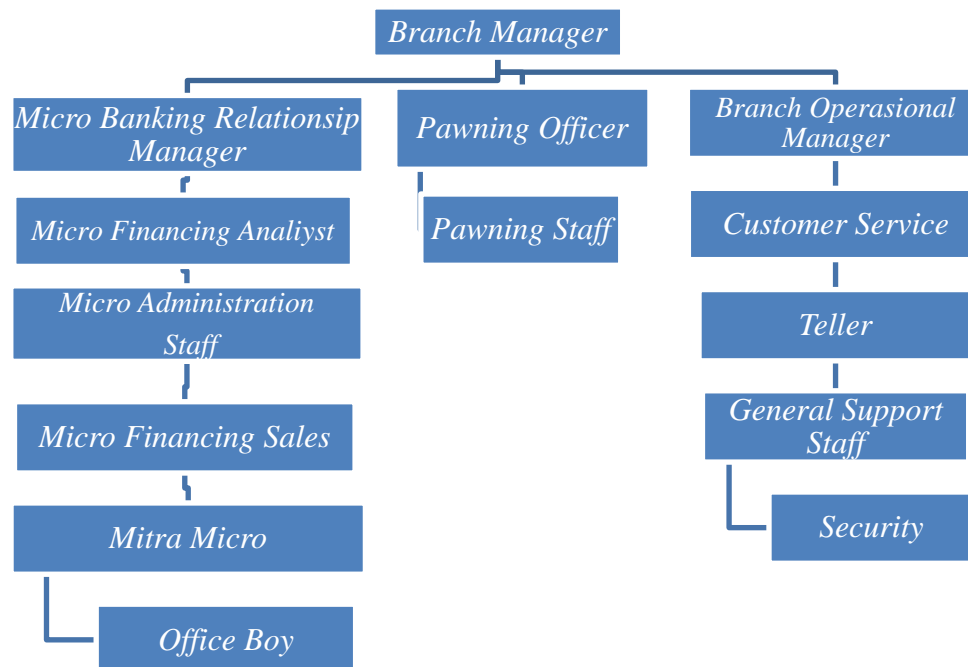 Branch Manager
Micro Banking Relationsip
Manager
Micro Financing Analiyst
Micro Administration
Staff
Micro Financing Sales
Mitra Micro
Office Boy
Pawning Officer
Pawning Staff
Branch Operasional
Manager
Customer Service
Teller
General Support
Staff
Security